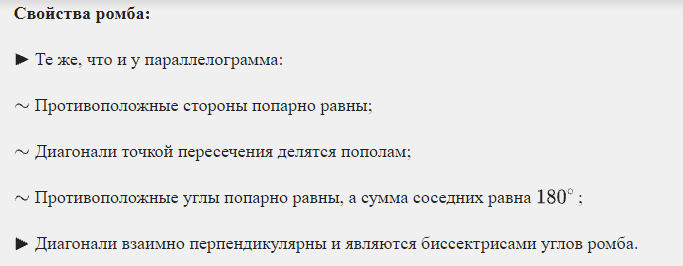 Свойства ромба:
► Те же, что и у параллелограмма:
∼ Противоположные стороны попарно равны;
∼ Диагонали точкой пересечения делятся пополам;
∼ Противоположные углы попарно равны, а сумма соседних равна 180° ;
► Диагонали взаимно перпендикулярны и являются биссектрисами углов ромба.